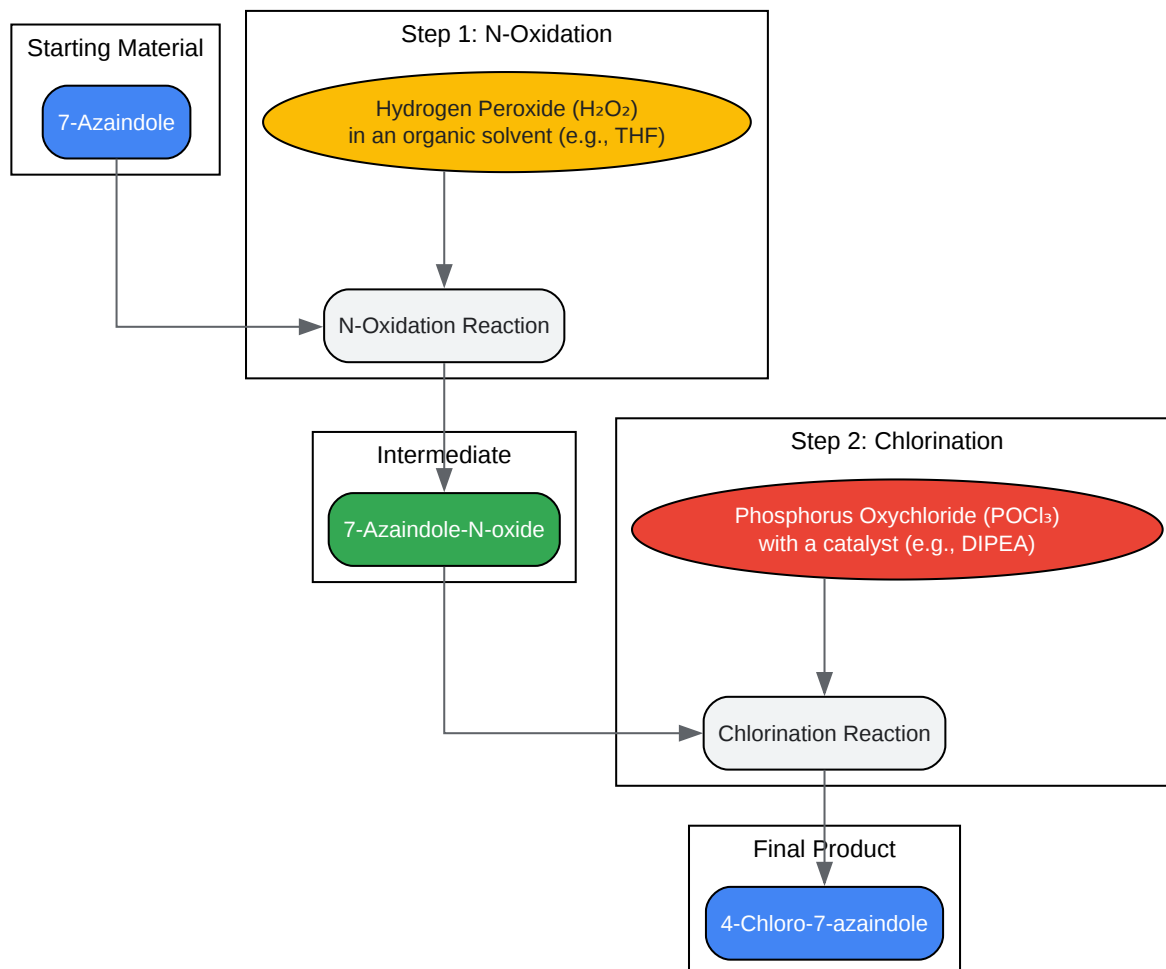 Starting Material
7-Azaindole
Step 1: N-Oxidation
Hydrogen Peroxide (H₂O₂)
in an organic solvent (e.g., THF)
N-Oxidation Reaction
Intermediate
7-Azaindole-N-oxide
Step 2: Chlorination
Phosphorus Oxychloride (POCl₃)
with a catalyst (e.g., DIPEA)
Chlorination Reaction
Final Product
4-Chloro-7-azaindole